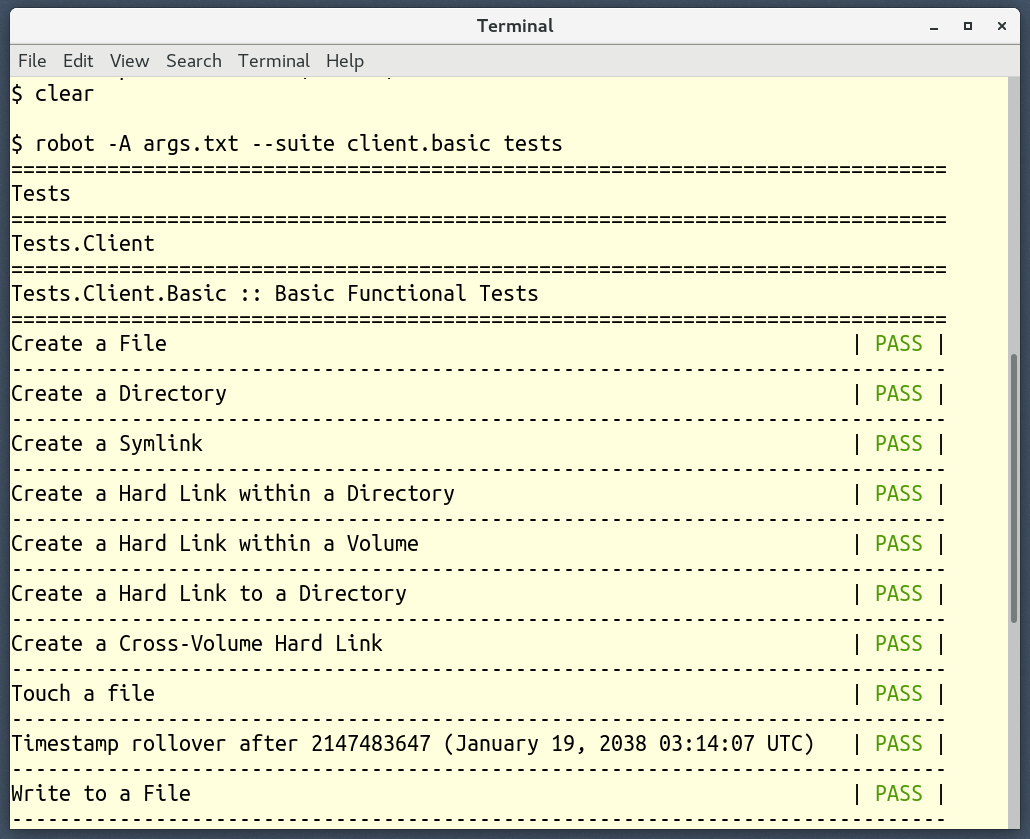 Terminal
File Edit View Search Terminal Help
$ clear
$ robot -A args.txt --suite client.basic tests
==============================================================================
Tests
==============================================================================
Tests.Client
==============================================================================
Tests.Client.Basic :: Basic Functional Tests
==============================================================================
Create a File | PASS |
------------------------------------------------------------------------------
Create a Directory | PASS |
------------------------------------------------------------------------------
Create a Symlink | PASS |
------------------------------------------------------------------------------
Create a Hard Link within a Directory | PASS |
------------------------------------------------------------------------------
Create a Hard Link within a Volume | PASS |
------------------------------------------------------------------------------
Create a Hard Link to a Directory | PASS |
------------------------------------------------------------------------------
Create a Cross-Volume Hard Link | PASS |
------------------------------------------------------------------------------
Touch a file | PASS |
------------------------------------------------------------------------------
Timestamp rollover after 2147483647 (January 19, 2038 03:14:07 UTC) | PASS |
------------------------------------------------------------------------------
Write to a File | PASS |
------------------------------------------------------------------------------